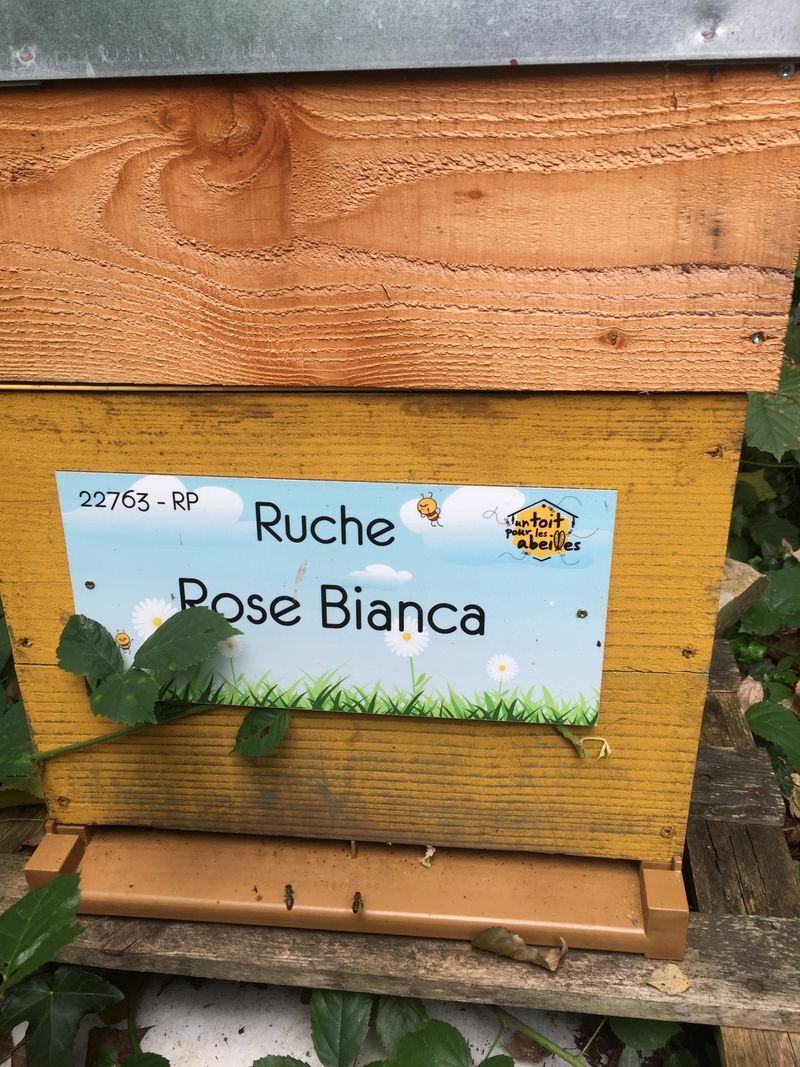 22763 - RP
Ruche
un toit
pour les
abeilles
Rose Bianca